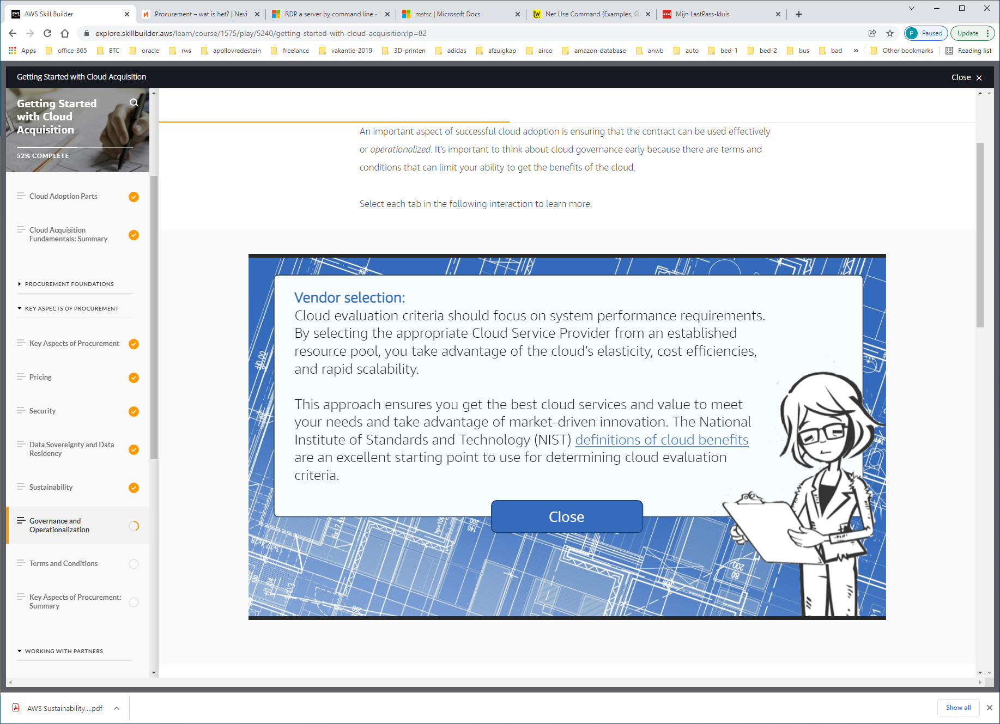 AWS Skill Builder
Procurement – wat is het? | Nevi
RDP a server by command line -
mstsc | Microsoft Docs
Net Use Command (Examples, O
Mijn LastPass-kluis
explore.skillbuilder.aws/learn/course/1575/play/5240/getting-started-with-cloud-acquisition;lp=82
P Paused
Update
Apps office-365 BTC oracle rws apollovredestein freelance vakantie-2019 3D-printen adidas afzuigkap airco amazon-database anwb auto bed-1 bed-2 bus bad » Other bookmarks Reading list
Getting Started with Cloud Acquisition
Close
Getting Started
with Cloud
Acquisition
52% COMPLETE
Cloud Adoption Parts
Cloud Acquisition
Fundamentals: Summary
PROCUREMENT FOUNDATIONS
KEY ASPECTS OF PROCUREMENT
Key Aspects of Procurement
Pricing
Security
Data Sovereignty and Data
Residency
Sustainability
Governance and
Operationalization
Terms and Conditions
Key Aspects of Procurement:
Summary
WORKING WITH PARTNERS
An important aspect of successful cloud adoption is ensuring that the contract can be used effectively
or operationalized. It's important to think about cloud governance early because there are terms and
conditions that can limit your ability to get the benefits of the cloud.
Select each tab in the following interaction to learn more.
Vendor selection:
Cloud evaluation criteria should focus on system performance requirements.
By selecting the appropriate Cloud Service Provider from an established
resource pool, you take advantage of the cloud’s elasticity, cost efficiencies,
and rapid scalability.
This approach ensures you get the best cloud services and value to meet
your needs and take advantage of market-driven innovation. The National
Institute of Standards and Technology (NIST) definitions of cloud benefits
are an excellent starting point to use for determining cloud evaluation
criteria.
Close
AWS Sustainability....pdf
Show all